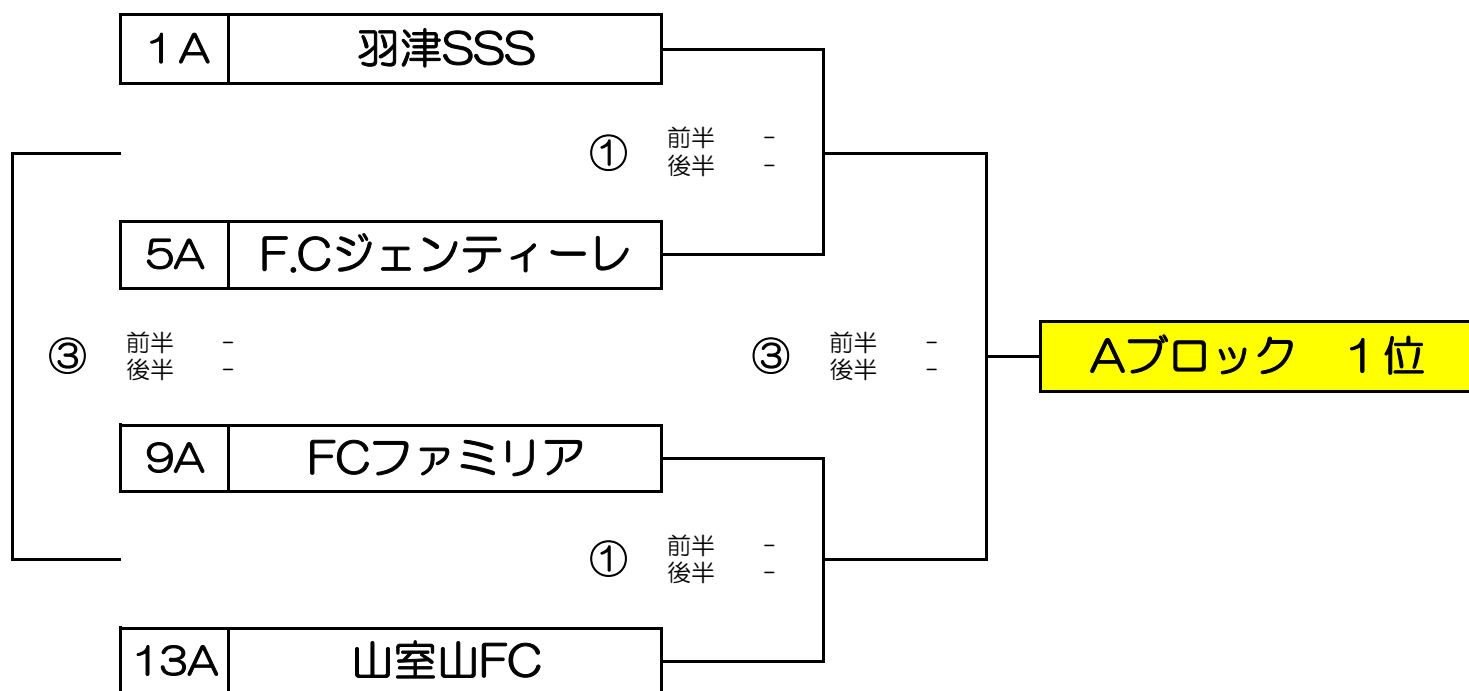 １A 羽津SSS
① 前半 -
後半 -
5A F.Cジェンティーレ
③ 前半 -
後半 -
③ 前半 -
後半 -
Aブロック　１位
9A FCファミリア
① 前半 -
後半 -
13A 山室山FC